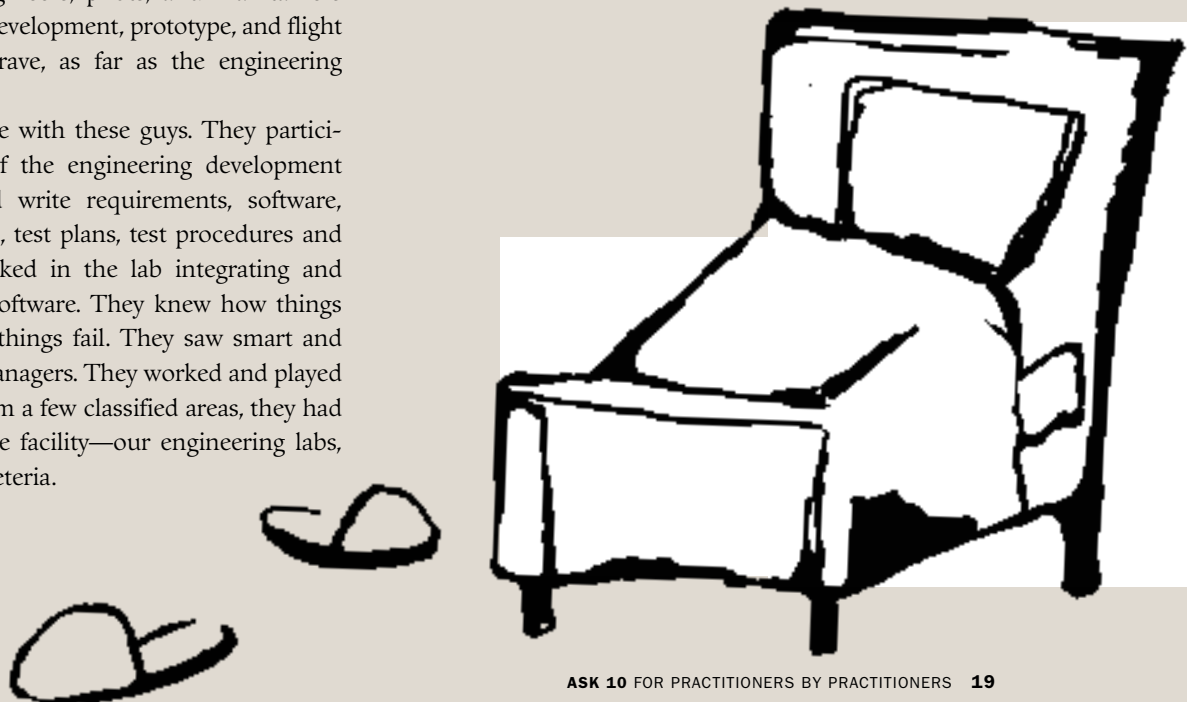 evelopment, prototype, and flight
rave, as far as the engineering
e with these guys. They partici-
f the engineering development
write requirements, software,
, test plans, test procedures and
ked in the lab integrating and
oftware. They knew how things
things fail. They saw smart and
anagers. They worked and played
m a few classified areas, they had
e facility—our engineering labs,
eteria.
ASK 10 FOR PRACTITIONERS BY PRACTITIONERS 19